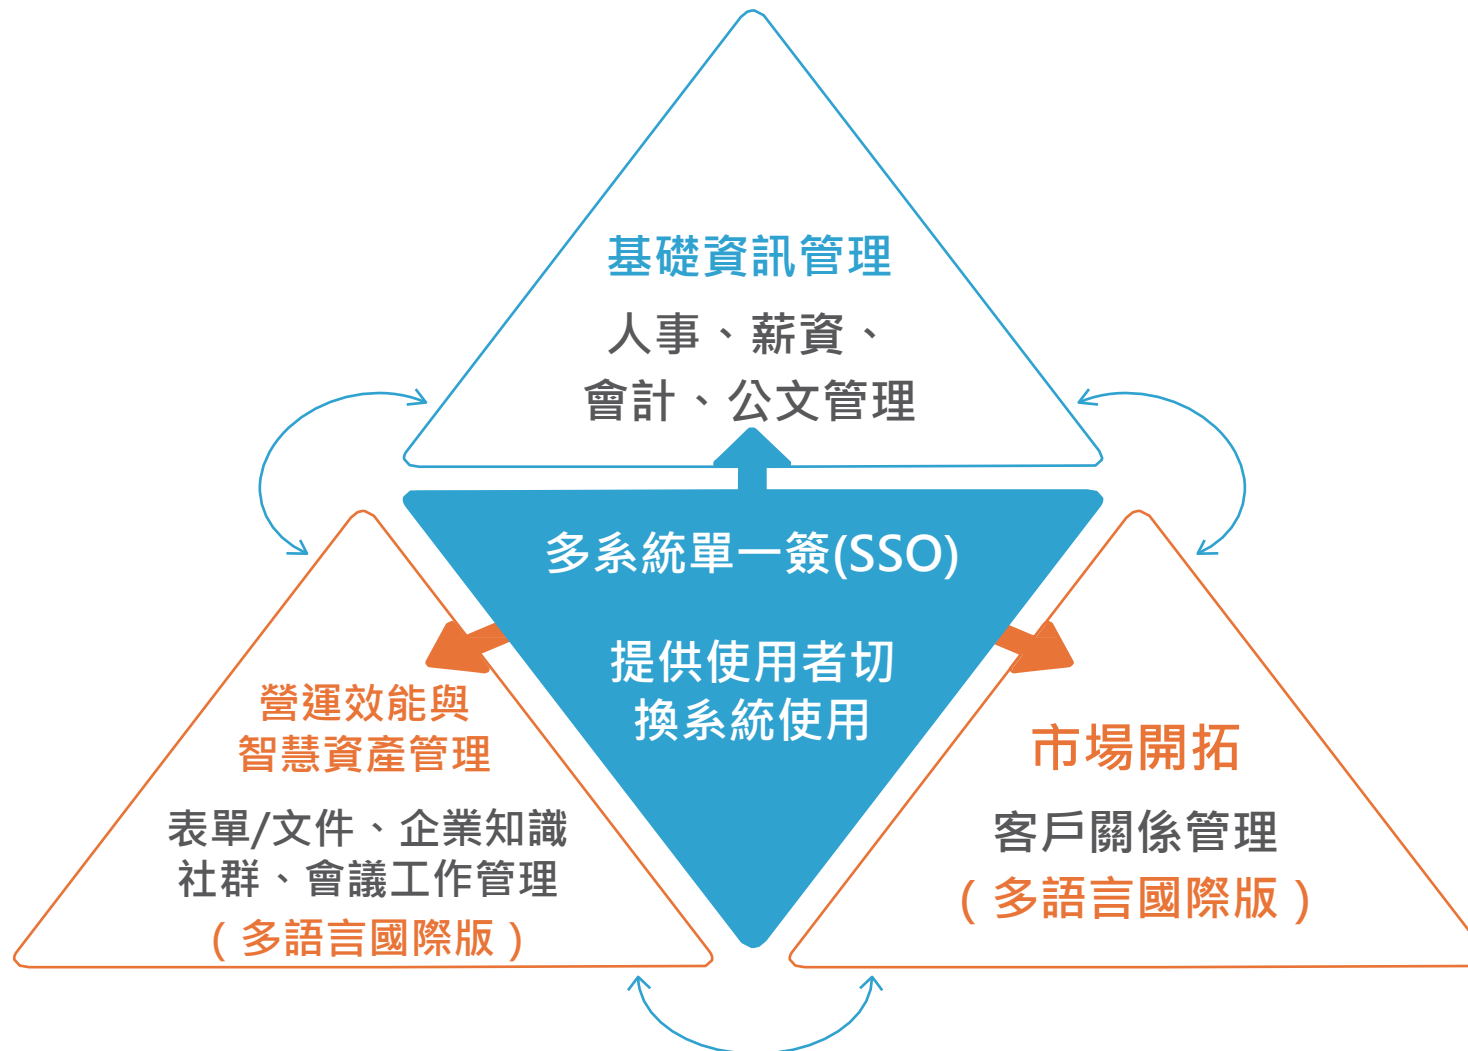 基礎資訊管理
人事、薪資、
會計、公文管理
多系統單一簽(SSO)
提供使用者切
換系統使用
營運效能與
智慧資產管理
表單/文件、企業知識
社群、會議工作管理
（多語言國際版）
市場開拓
客戶關係管理
（多語言國際版）